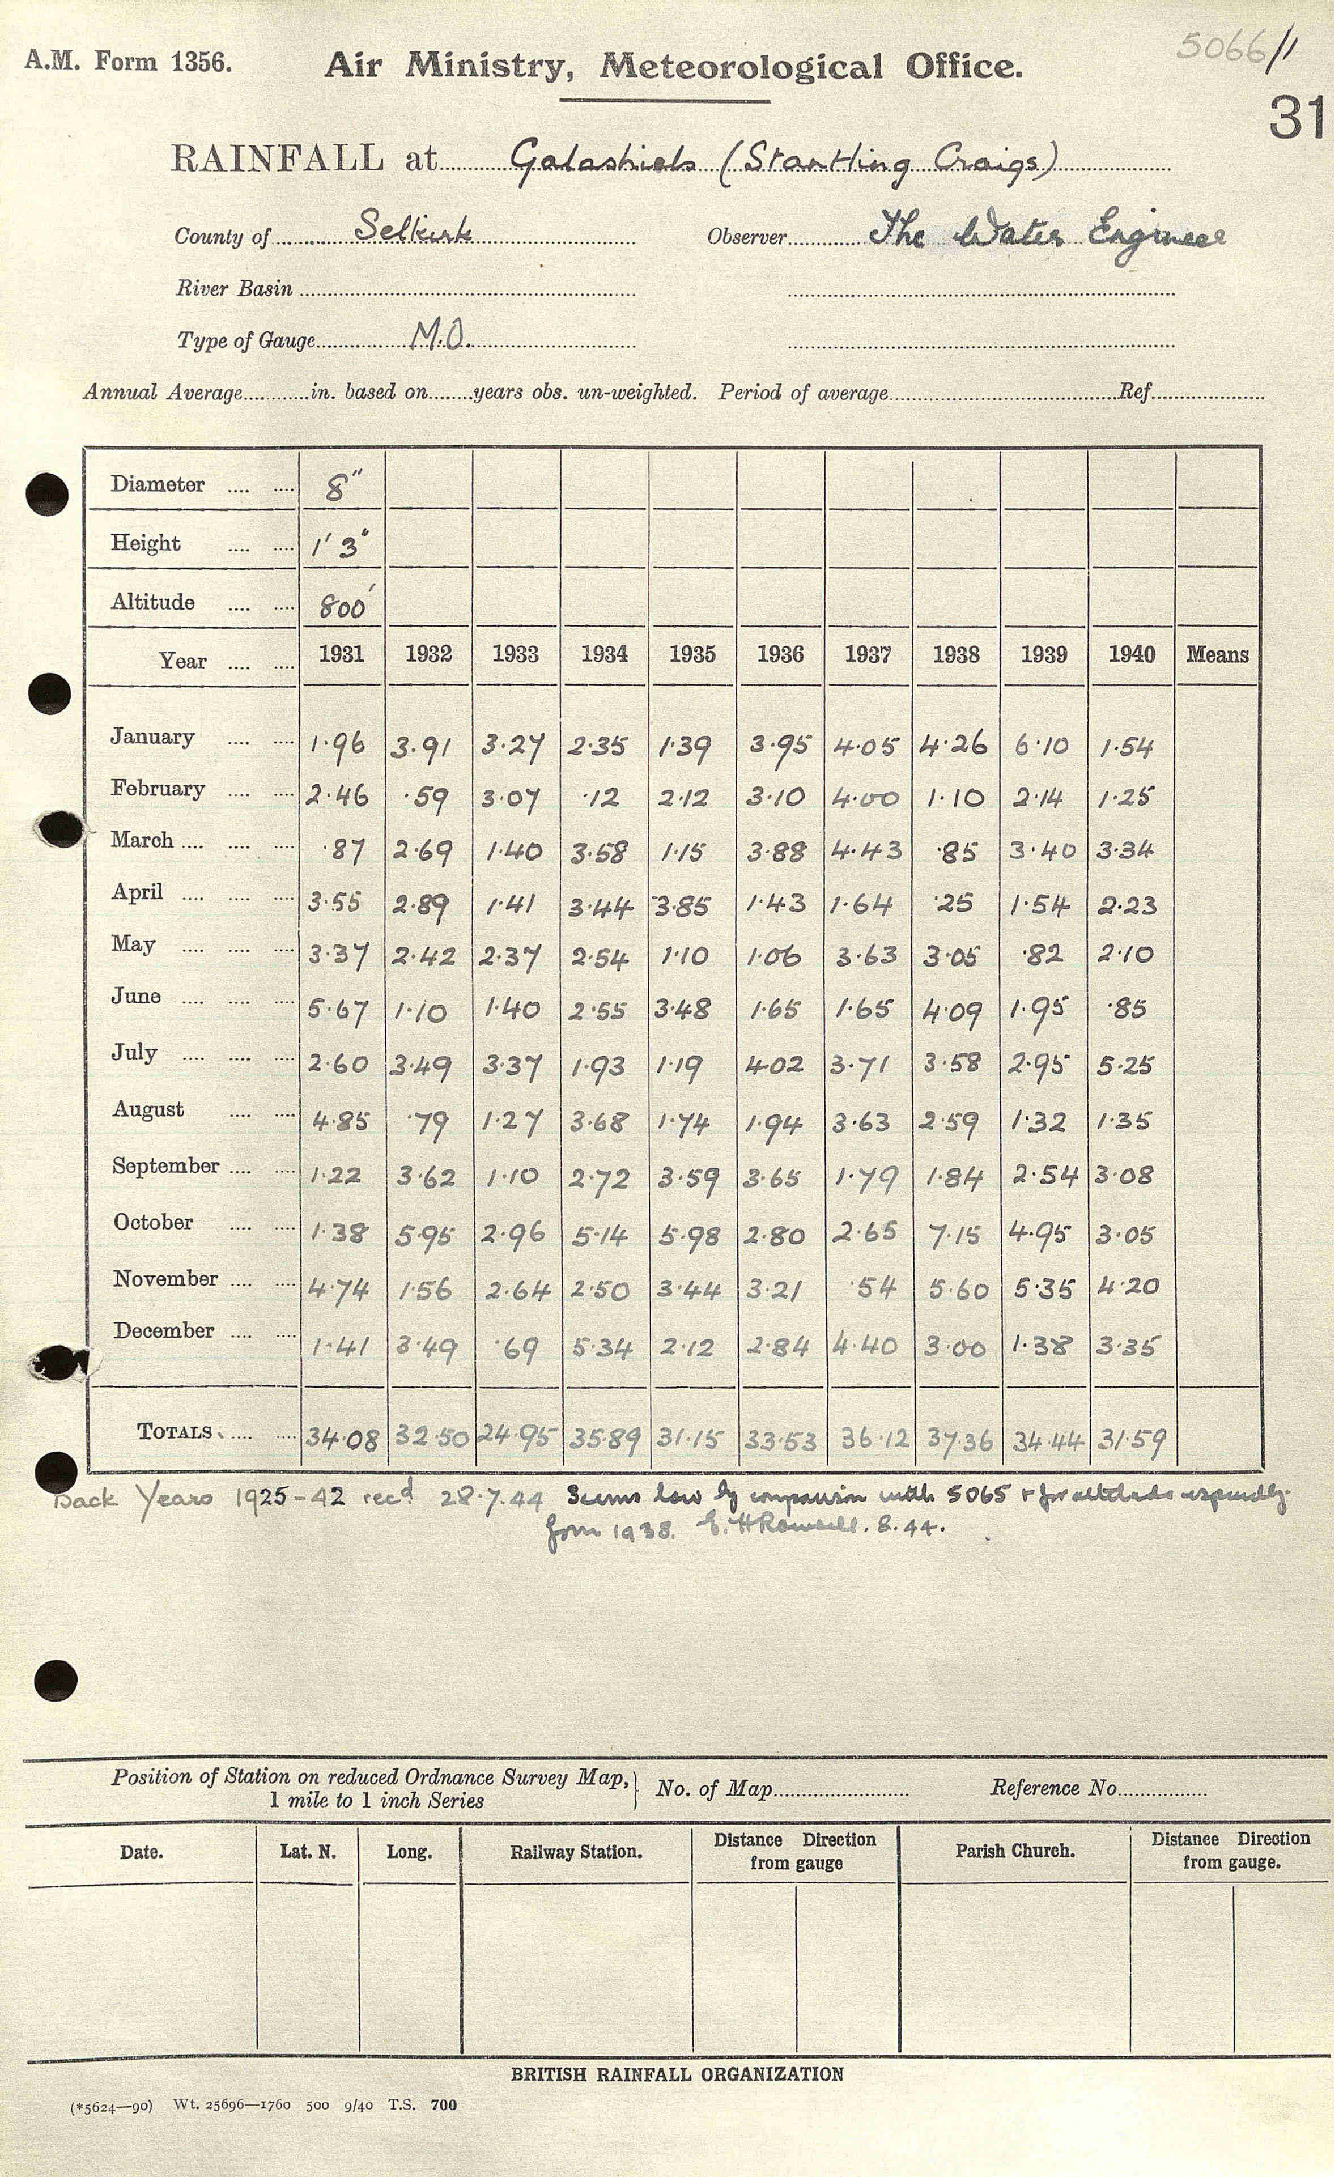 5066/1
A.M. Form 1356. Air Ministry, Meteorological Office.
31
RAINFALL at Galashiels (Stantling Craigs)
County of Selkirk Observer The Water Engineer
River Basin
Type of Gauge M.O.
Annual Average in. based on years obs. un-weighted. Period of average Ref.
Diameter 8"
Height 1' 3"
Altitude 800'
Year 1931 1932 1933 1934 1935 1936 1937 1938 1939 1940 Means
January 1·96 3·91 3·27 2·35 1·39 3·95 4·05 4·26 6·10 1·54
February 2·46 ·59 3·07 ·12 2·12 3·10 4·00 1·10 2·14 1·25
March ·87 2·69 1·40 3·58 1·15 3·88 4·43 ·85 3·40 3·34
April 3·55 2·89 1·41 3·44 3·85 1·43 1·64 ·25 1·54 2·23
May 3·37 2·42 2·37 2·54 1·10 1·06 3·63 3·05 ·82 2·10
June 5·67 1·10 1·40 2·55 3·48 1·65 1·65 4·09 1·95 ·85
July 2·60 3·49 3·37 1·93 1·19 4·02 3·71 3·58 2·95 5·25
August 4·85 ·79 1·27 3·68 1·74 1·94 3·63 2·59 1·32 1·35
September 1·22 3·62 1·10 2·72 3·59 3·65 1·79 1·84 2·54 3·08
October 1·38 5·95 2·96 5·14 5·98 2·80 2·65 7·15 4·95 3·05
November 4·74 1·56 2·64 2·50 3·44 3·21 ·54 5·60 5·35 4·20
December 1·41 3·49 ·69 5·34 2·12 2·84 4·40 3·00 1·38 3·35
TOTALS 34·08 32·50 24·95 35·89 31·15 33·53 36·12 37·36 34·44 31·59
Back Years 1925-42 recd 28·7.44 Seems low by comparison with 5065 + for altitude especially
from 1938. 8.44.
Position of Station on reduced Ordnance Survey Map, No. of Map Reference No.
1 mile to 1 inch Series
Date. Lat. N. Long. Railway Station. Distance Direction from gauge Parish Church. Distance Direction from gauge.
BRITISH RAINFALL ORGANIZATION
(*5624—90) Wt. 25696—1760 500 9/40 T.S. 700